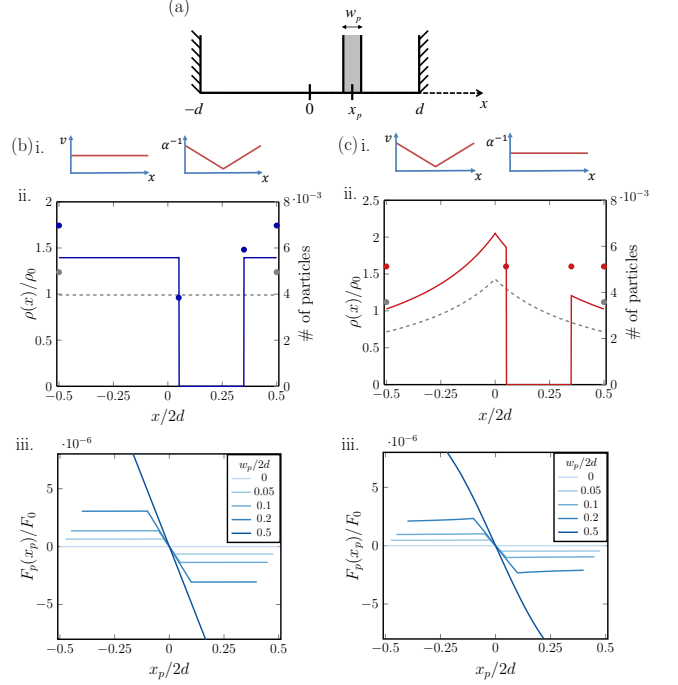 (a)
w_p
−d
0
x_p
d
x
(b) i.
v
x
α⁻¹
x
(c) i.
v
x
α⁻¹
x
ii.
2
1.5
1
0.5
0
ρ(x)/ρ₀
8 ·10⁻³
6
4
2
0
# of particles
−0.5
−0.25
0
0.25
0.5
x/2d
ii.
2.5
2
1.5
1
0.5
0
ρ(x)/ρ₀
8 ·10⁻³
6
4
2
0
# of particles
−0.5
−0.25
0
0.25
0.5
x/2d
iii.
·10⁻⁶
5
0
−5
F_p(x_p)/F₀
w_p/2d
0
0.05
0.1
0.2
0.5
−0.5
−0.25
0
0.25
0.5
x_p/2d
iii.
·10⁻⁶
5
0
−5
F_p(x_p)/F₀
w_p/2d
0
0.05
0.1
0.2
0.5
−0.5
−0.25
0
0.25
0.5
x_p/2d